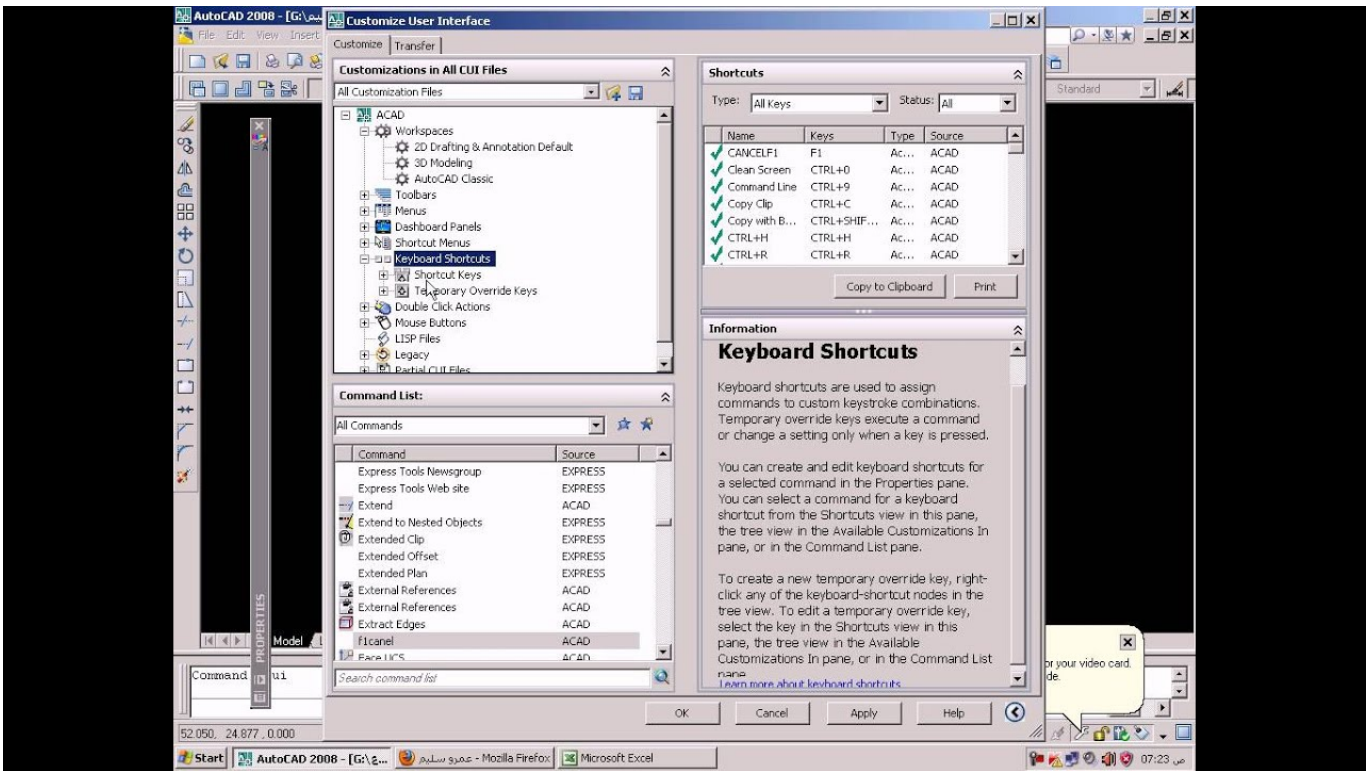 AutoCAD 2008 - [G:\
Customize User Interface
File Edit View Insert
Customize Transfer
Customizations in All CUI Files
All Customization Files
ACAD
Workspaces
2D Drafting & Annotation Default
3D Modeling
AutoCAD Classic
Toolbars
Menus
Dashboard Panels
Shortcut Menus
Keyboard Shortcuts
Shortcut Keys
Temporary Override Keys
Double Click Actions
Mouse Buttons
LISP Files
Legacy
Partial CUI Files
Command List:
All Commands
Command Source
Express Tools Newsgroup EXPRESS
Express Tools Web site EXPRESS
Extend ACAD
Extend to Nested Objects EXPRESS
Extended Clip EXPRESS
Extended Offset EXPRESS
Extended Plan EXPRESS
External References ACAD
External References ACAD
Extract Edges ACAD
f1canel ACAD
Face UCS ACAD
Search command list
Shortcuts
Type: All Keys Status: All
Name Keys Type Source
CANCELF1 F1 Ac... ACAD
Clean Screen CTRL+0 Ac... ACAD
Command Line CTRL+9 Ac... ACAD
Copy Clip CTRL+C Ac... ACAD
Copy with B... CTRL+SHIF... Ac... ACAD
CTRL+H CTRL+H Ac... ACAD
CTRL+R CTRL+R Ac... ACAD
Copy to Clipboard Print
Information
Keyboard Shortcuts
Keyboard shortcuts are used to assign
commands to custom keystroke combinations.
Temporary override keys execute a command
or change a setting only when a key is pressed.
You can create and edit keyboard shortcuts for
a selected command in the Properties pane.
You can select a command for a keyboard
shortcut from the Shortcuts view in this pane,
the tree view in the Available Customizations In
pane, or in the Command List pane.
To create a new temporary override key, right-
click any of the keyboard-shortcut nodes in the
tree view. To edit a temporary override key,
select the key in the Shortcuts view in this
pane, the tree view in the Available
Customizations In pane, or in the Command List
pane
Learn more about keyboard shortcuts
OK Cancel Apply Help
Standard
PROPERTIES
Model
Command ui
or your video card.
de.
52.050, 24.877, 0.000
Start AutoCAD 2008 - [G:\ع... عمرو سليم - Mozilla Firefox Microsoft Excel 07:23 ص